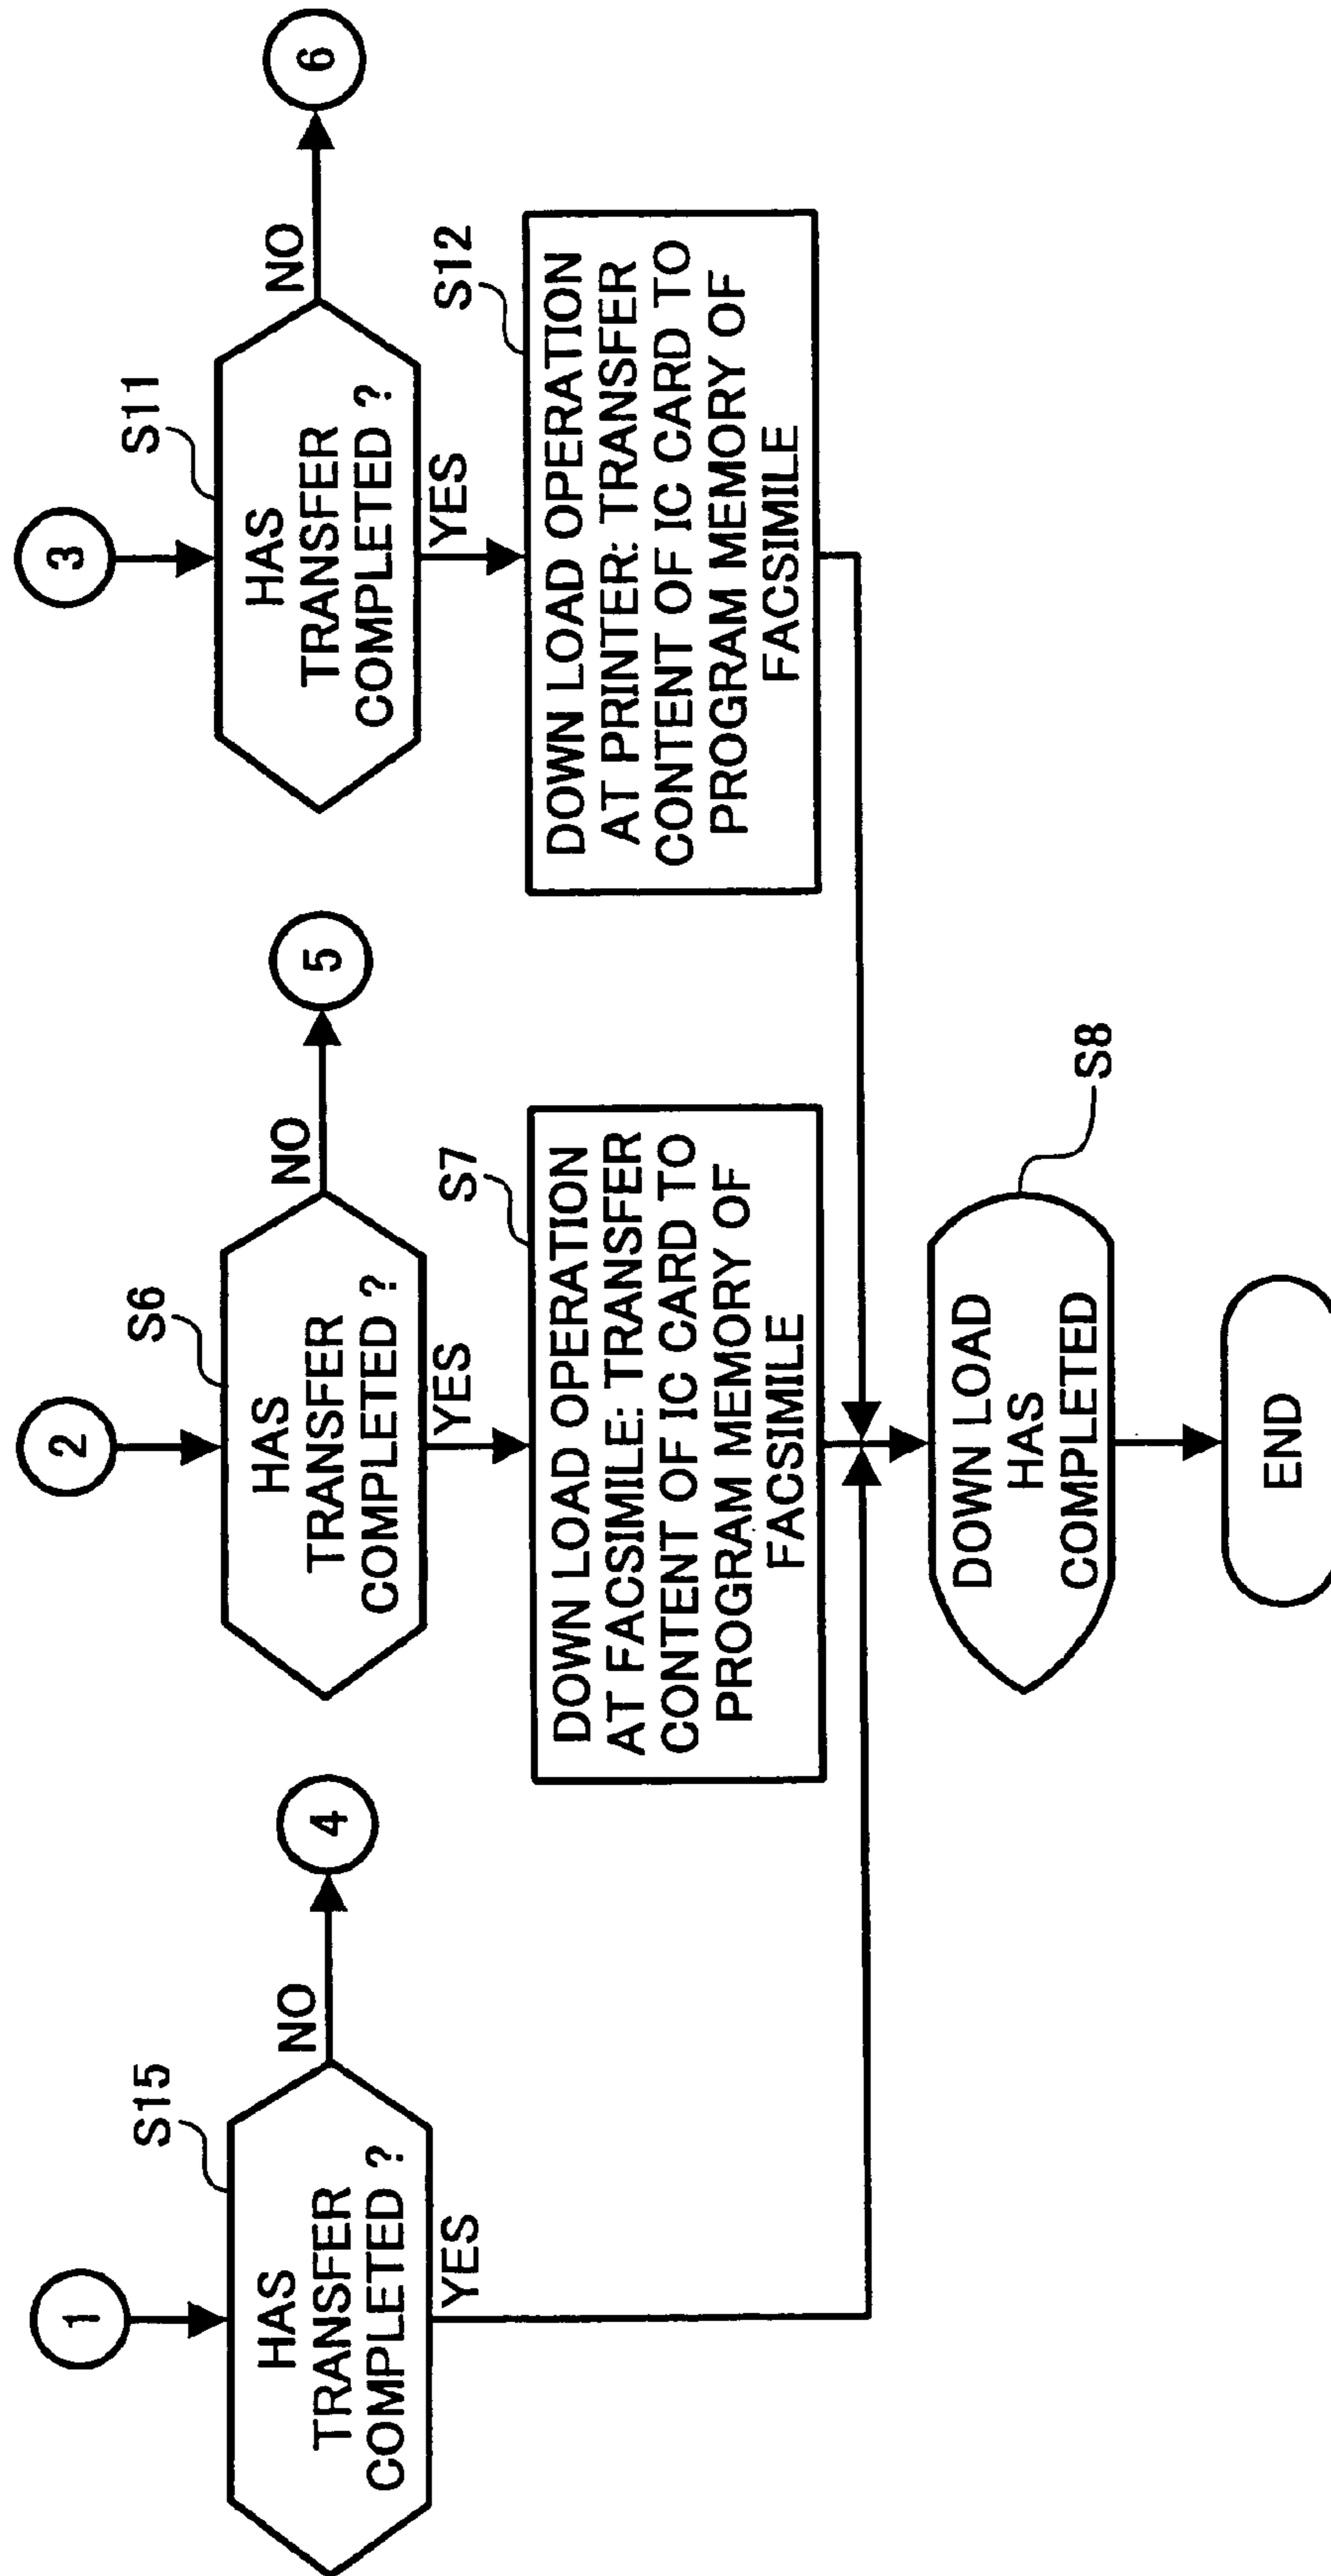 1
S15
HAS
TRANSFER
COMPLETED ?
NO
4
YES
2
S6
HAS
TRANSFER
COMPLETED ?
NO
5
YES
S7
DOWN LOAD OPERATION
AT FACSIMILE: TRANSFER
CONTENT OF IC CARD TO
PROGRAM MEMORY OF
FACSIMILE
3
S11
HAS
TRANSFER
COMPLETED ?
NO
6
YES
S12
DOWN LOAD OPERATION
AT PRINTER: TRANSFER
CONTENT OF IC CARD TO
PROGRAM MEMORY OF
FACSIMILE
S8
DOWN LOAD
HAS
COMPLETED
END